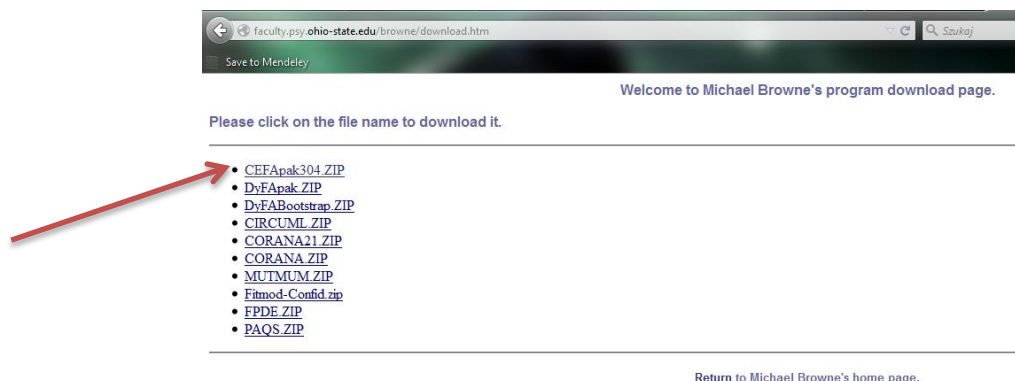 faculty.psy.ohio-state.edu/browne/download.htm
Szukaj
Save to Mendeley
Welcome to Michael Browne's program download page.
Please click on the file name to download it.
CEFApak304.ZIP
DyFApak.ZIP
DyFABootstrap.ZIP
CIRCUML.ZIP
CORANA21.ZIP
CORANA.ZIP
MUTMUM.ZIP
Fitmod-Confid.zip
FPDE.ZIP
PAQS.ZIP
Return to Michael Browne's home page.